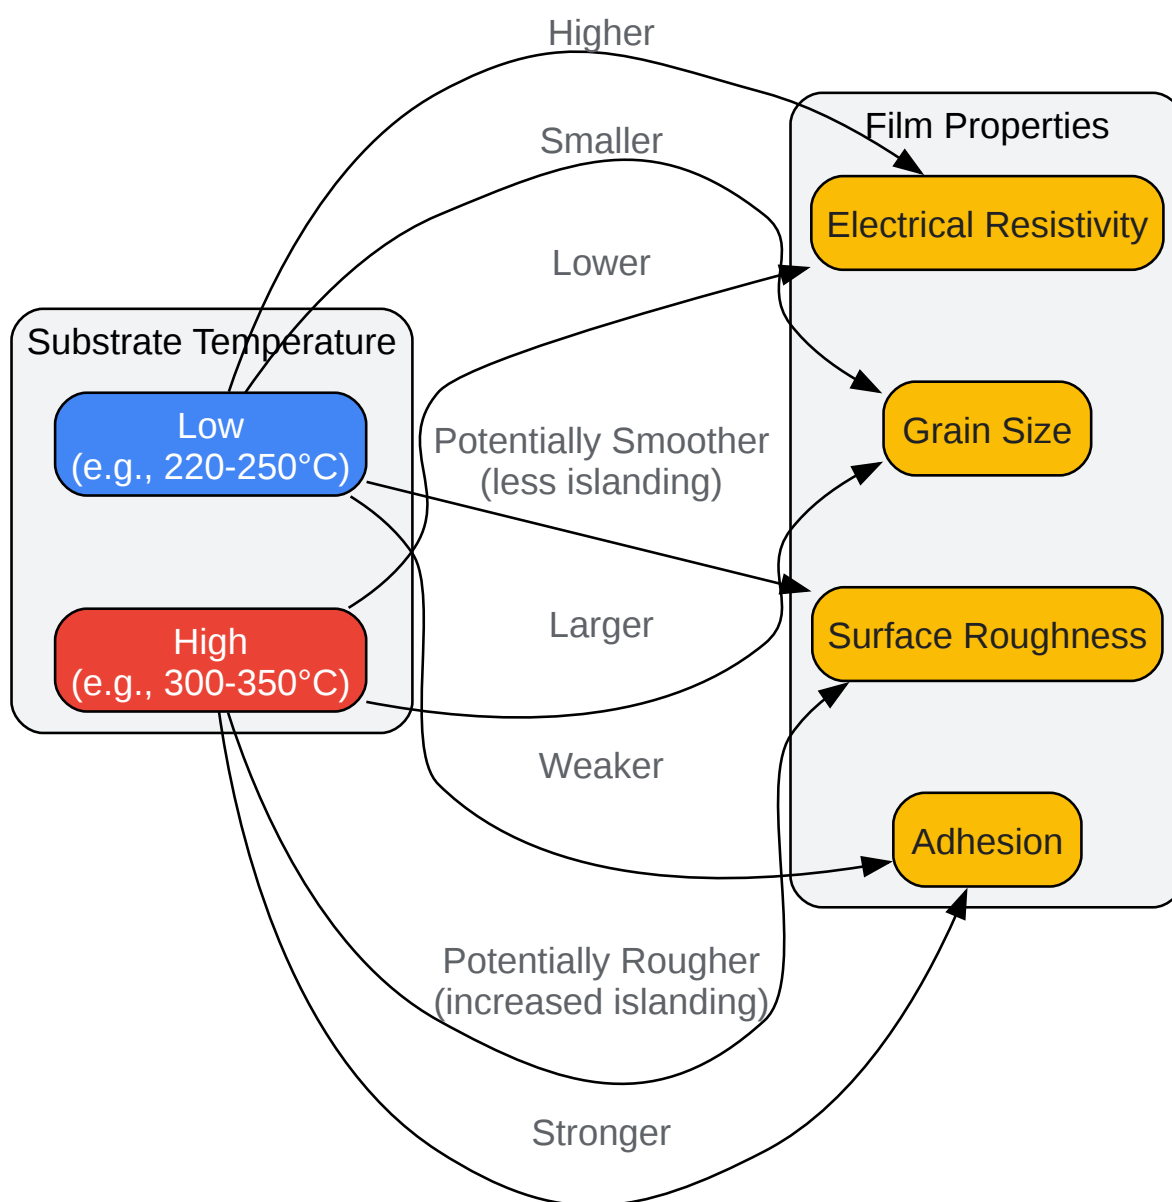 Higher
Film Properties
Smaller
Electrical Resistivity
Lower
Substrate Temperature
Low
(e.g., 220-250°C)
Potentially Smoother
(less islanding)
Grain Size
High
(e.g., 300-350°C)
Larger
Surface Roughness
Weaker
Adhesion
Potentially Rougher
(increased islanding)
Stronger